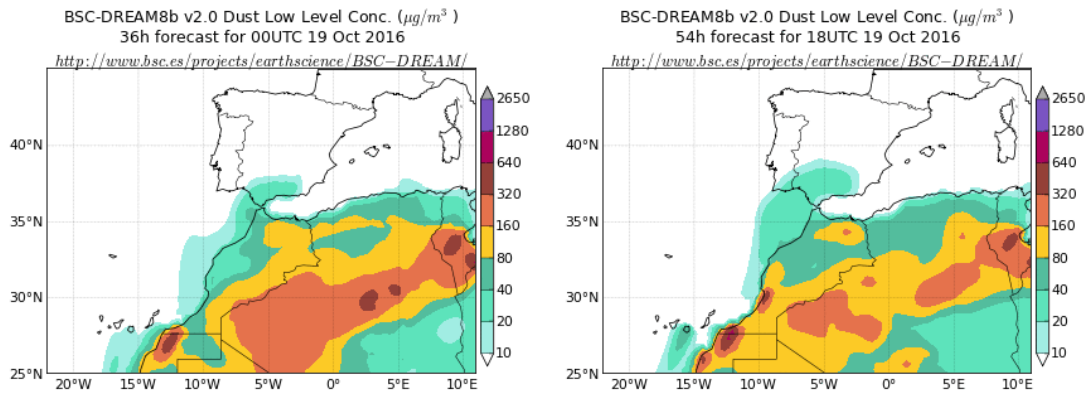 BSC-DREAM8b v2.0 Dust Low Level Conc. (μg/m³ )
36h forecast for 00UTC 19 Oct 2016
http://www.bsc.es/projects/earthscience/BSC−DREAM/
40°N
35°N
30°N
25°N
20°W
15°W
10°W
5°W
0°
5°E
10°E
2650
1280
640
320
160
80
40
20
10
BSC-DREAM8b v2.0 Dust Low Level Conc. (μg/m³ )
54h forecast for 18UTC 19 Oct 2016
http://www.bsc.es/projects/earthscience/BSC−DREAM/
40°N
35°N
30°N
25°N
20°W
15°W
10°W
5°W
0°
5°E
10°E
2650
1280
640
320
160
80
40
20
10